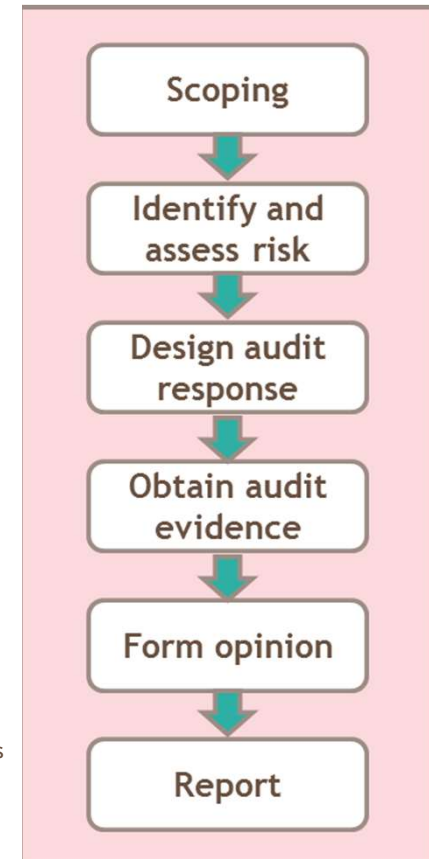 Scoping
Identify and
assess risk
Design audit
response
Obtain audit
evidence
Form opinion
s
Report